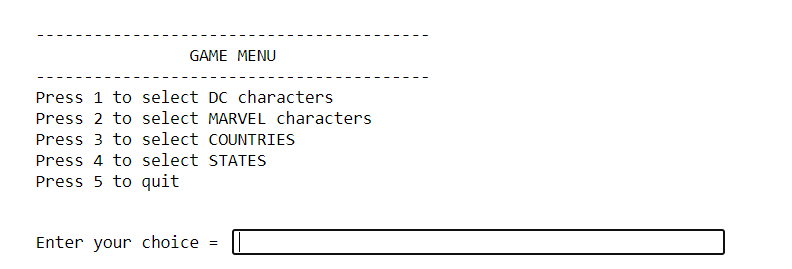 -----------------------------------------
GAME MENU
-----------------------------------------
Press 1 to select DC characters
Press 2 to select MARVEL characters
Press 3 to select COUNTRIES
Press 4 to select STATES
Press 5 to quit
Enter your choice =